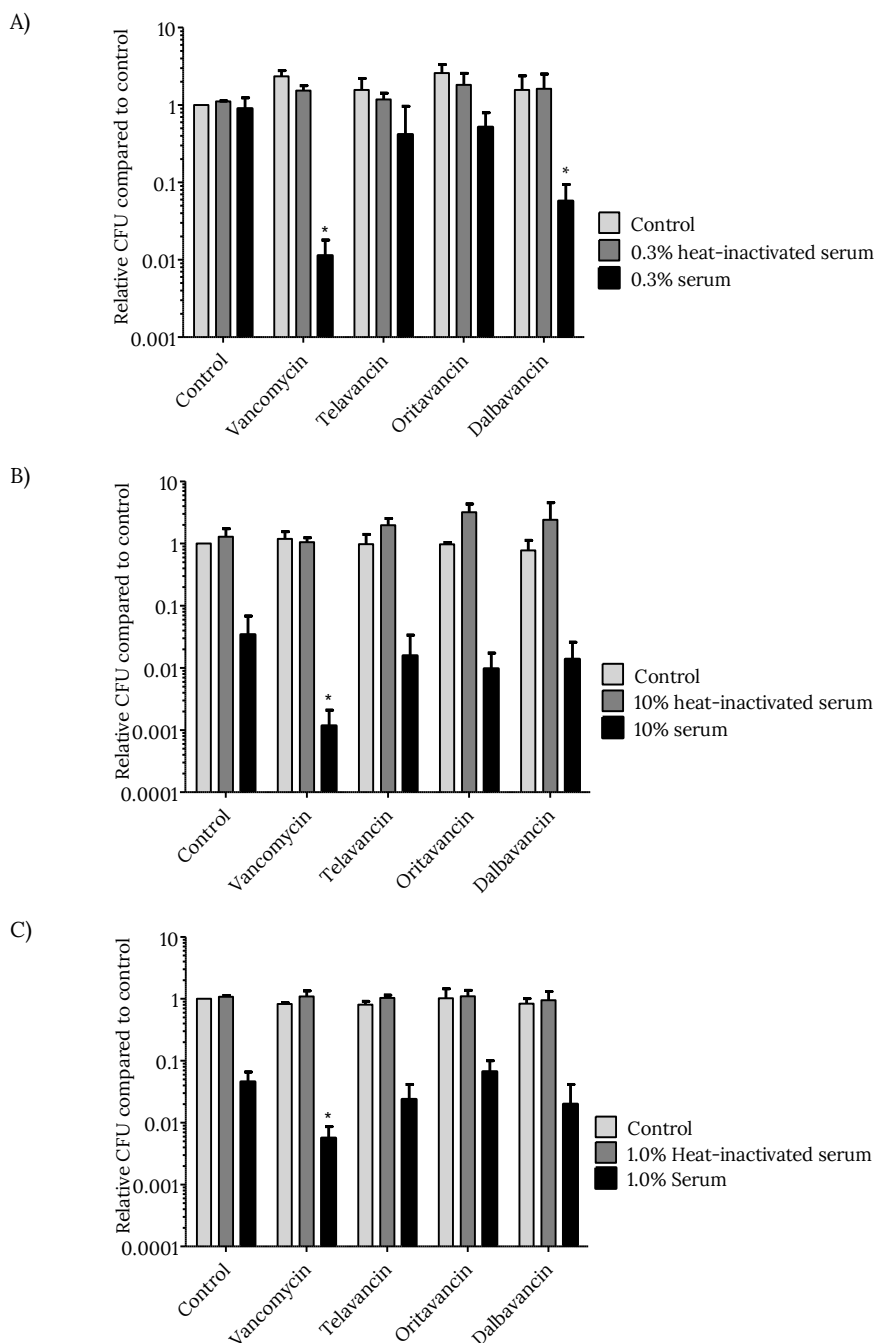 A)
Relative CFU compared to control
10
1
0.1
0.01
0.001
*
*
Control
Vancomycin
Telavancin
Oritavancin
Dalbavancin
Control
0.3% heat-inactivated serum
0.3% serum
B)
Relative CFU compared to control
10
1
0.1
0.01
0.001
0.0001
*
Control
Vancomycin
Telavancin
Oritavancin
Dalbavancin
Control
10% heat-inactivated serum
10% serum
C)
Relative CFU compared to control
10
1
0.1
0.01
0.001
0.0001
*
Control
Vancomycin
Telavancin
Oritavancin
Dalbavancin
Control
1.0% Heat-inactivated serum
1.0% Serum